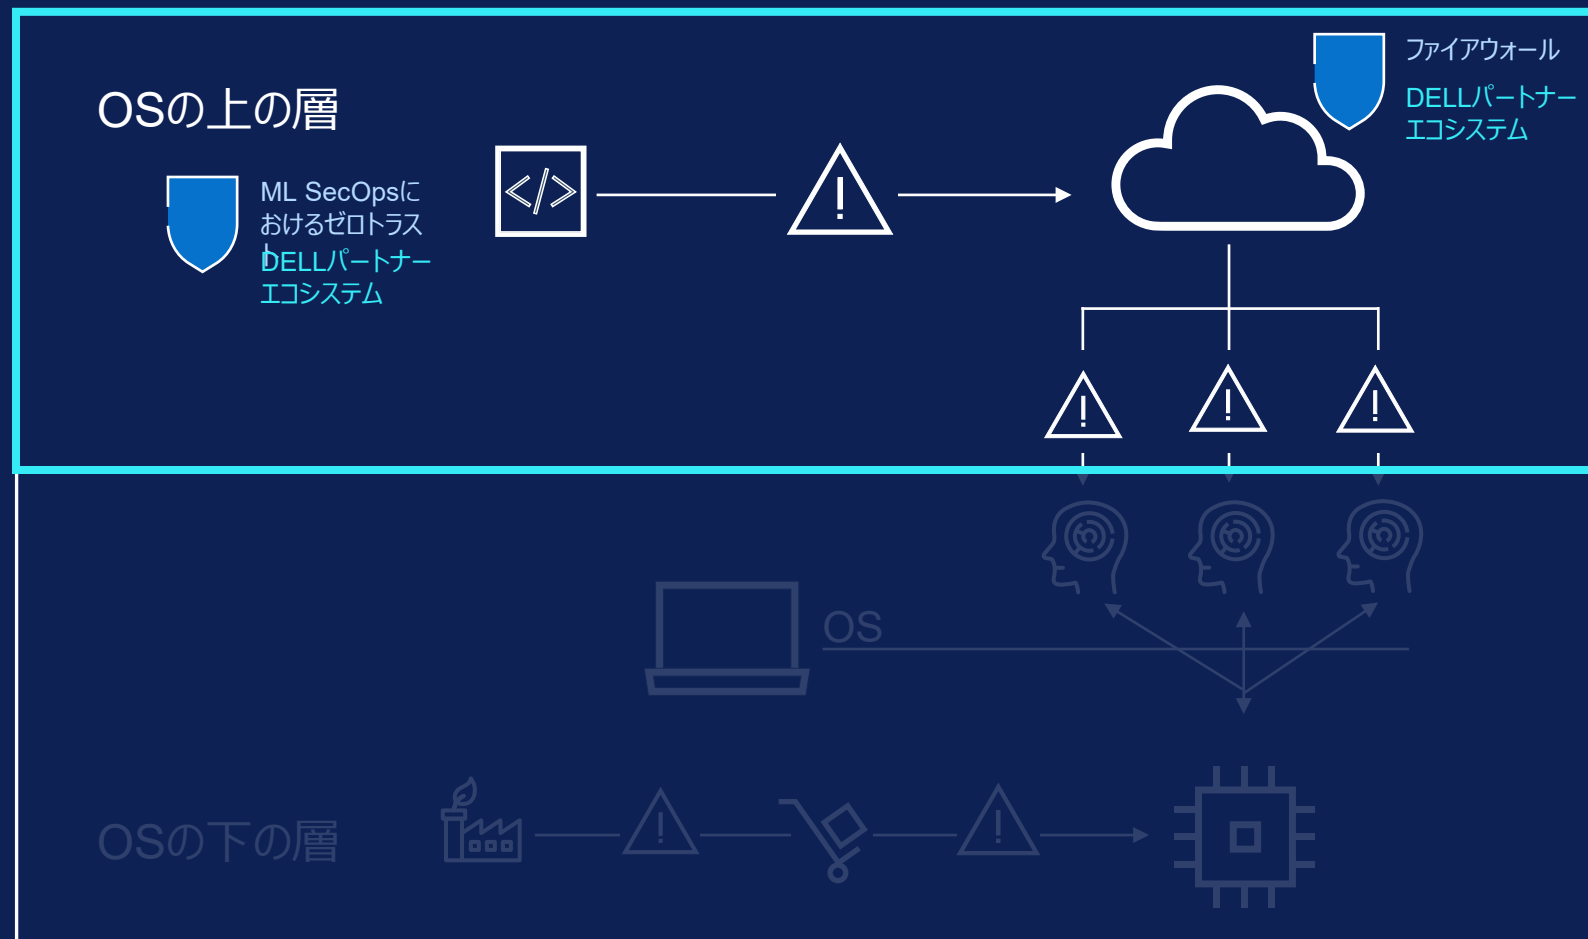 OSの上の層
ML SecOpsに
おけるゼロトラス
ト
DELLパートナー
エコシステム
</>
ファイアウォール
DELLパートナー
エコシステム
OS
OSの下の層